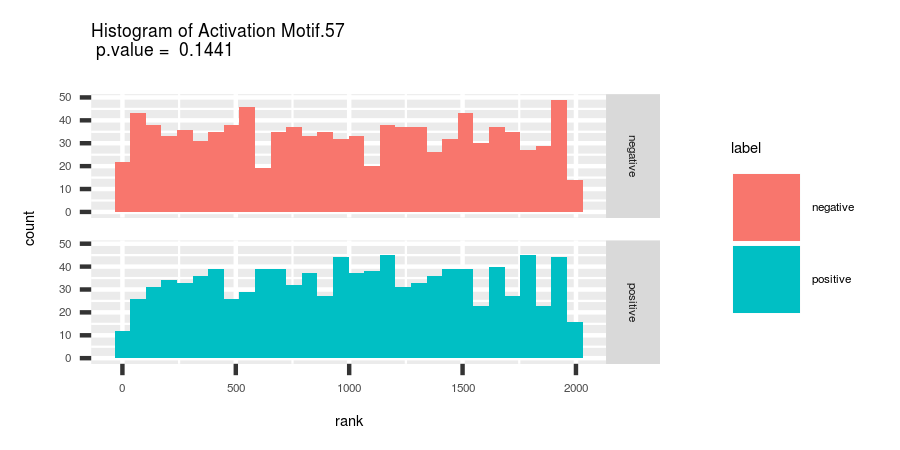 Histogram of Activation Motif.57
p.value = 0.1441
count
50
40
30
20
10
0
negative
50
40
30
20
10
0
positive
0
500
1000
1500
2000
rank
label
negative
positive